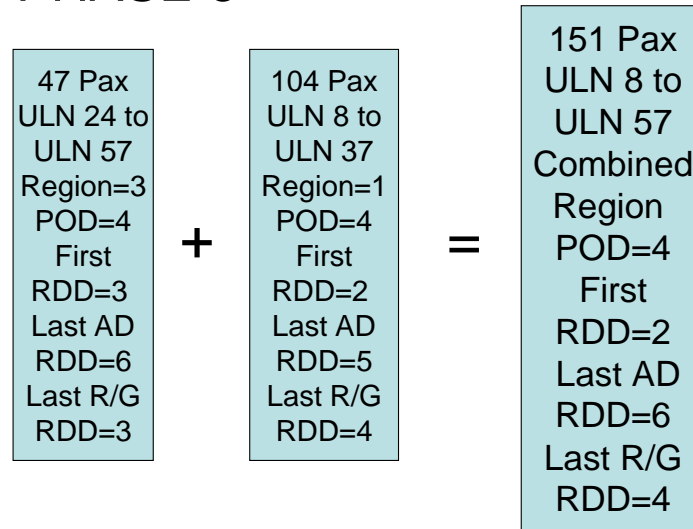 47 Pax
ULN 24 to
ULN 57
Region=3
POD=4
First
RDD=3
Last AD
RDD=6
Last R/G
RDD=3
+
104 Pax
ULN 8 to
ULN 37
Region=1
POD=4
First
RDD=2
Last AD
RDD=5
Last R/G
RDD=4
=
151 Pax
ULN 8 to
ULN 57
Combined
Region
POD=4
First
RDD=2
Last AD
RDD=6
Last R/G
RDD=4